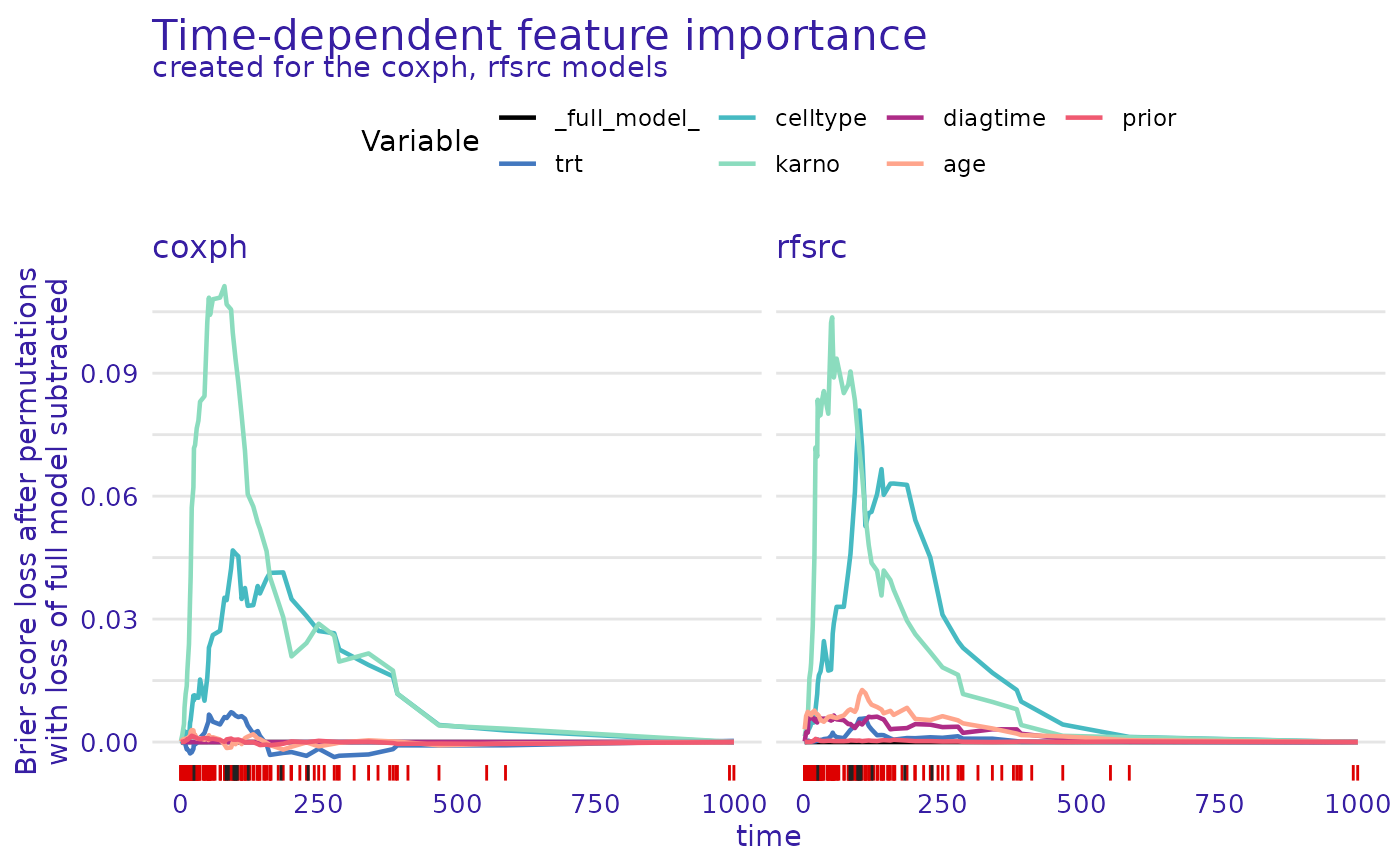 Time-dependent feature importance
created for the coxph, rfsrc models
Variable
_full_model_ celltype diagtime prior
trt karno age
coxph rfsrc
Brier score loss after permutations
with loss of full model subtracted
0.09
0.06
0.03
0.00
0 250 500 750 1000 0 250 500 750 1000
time